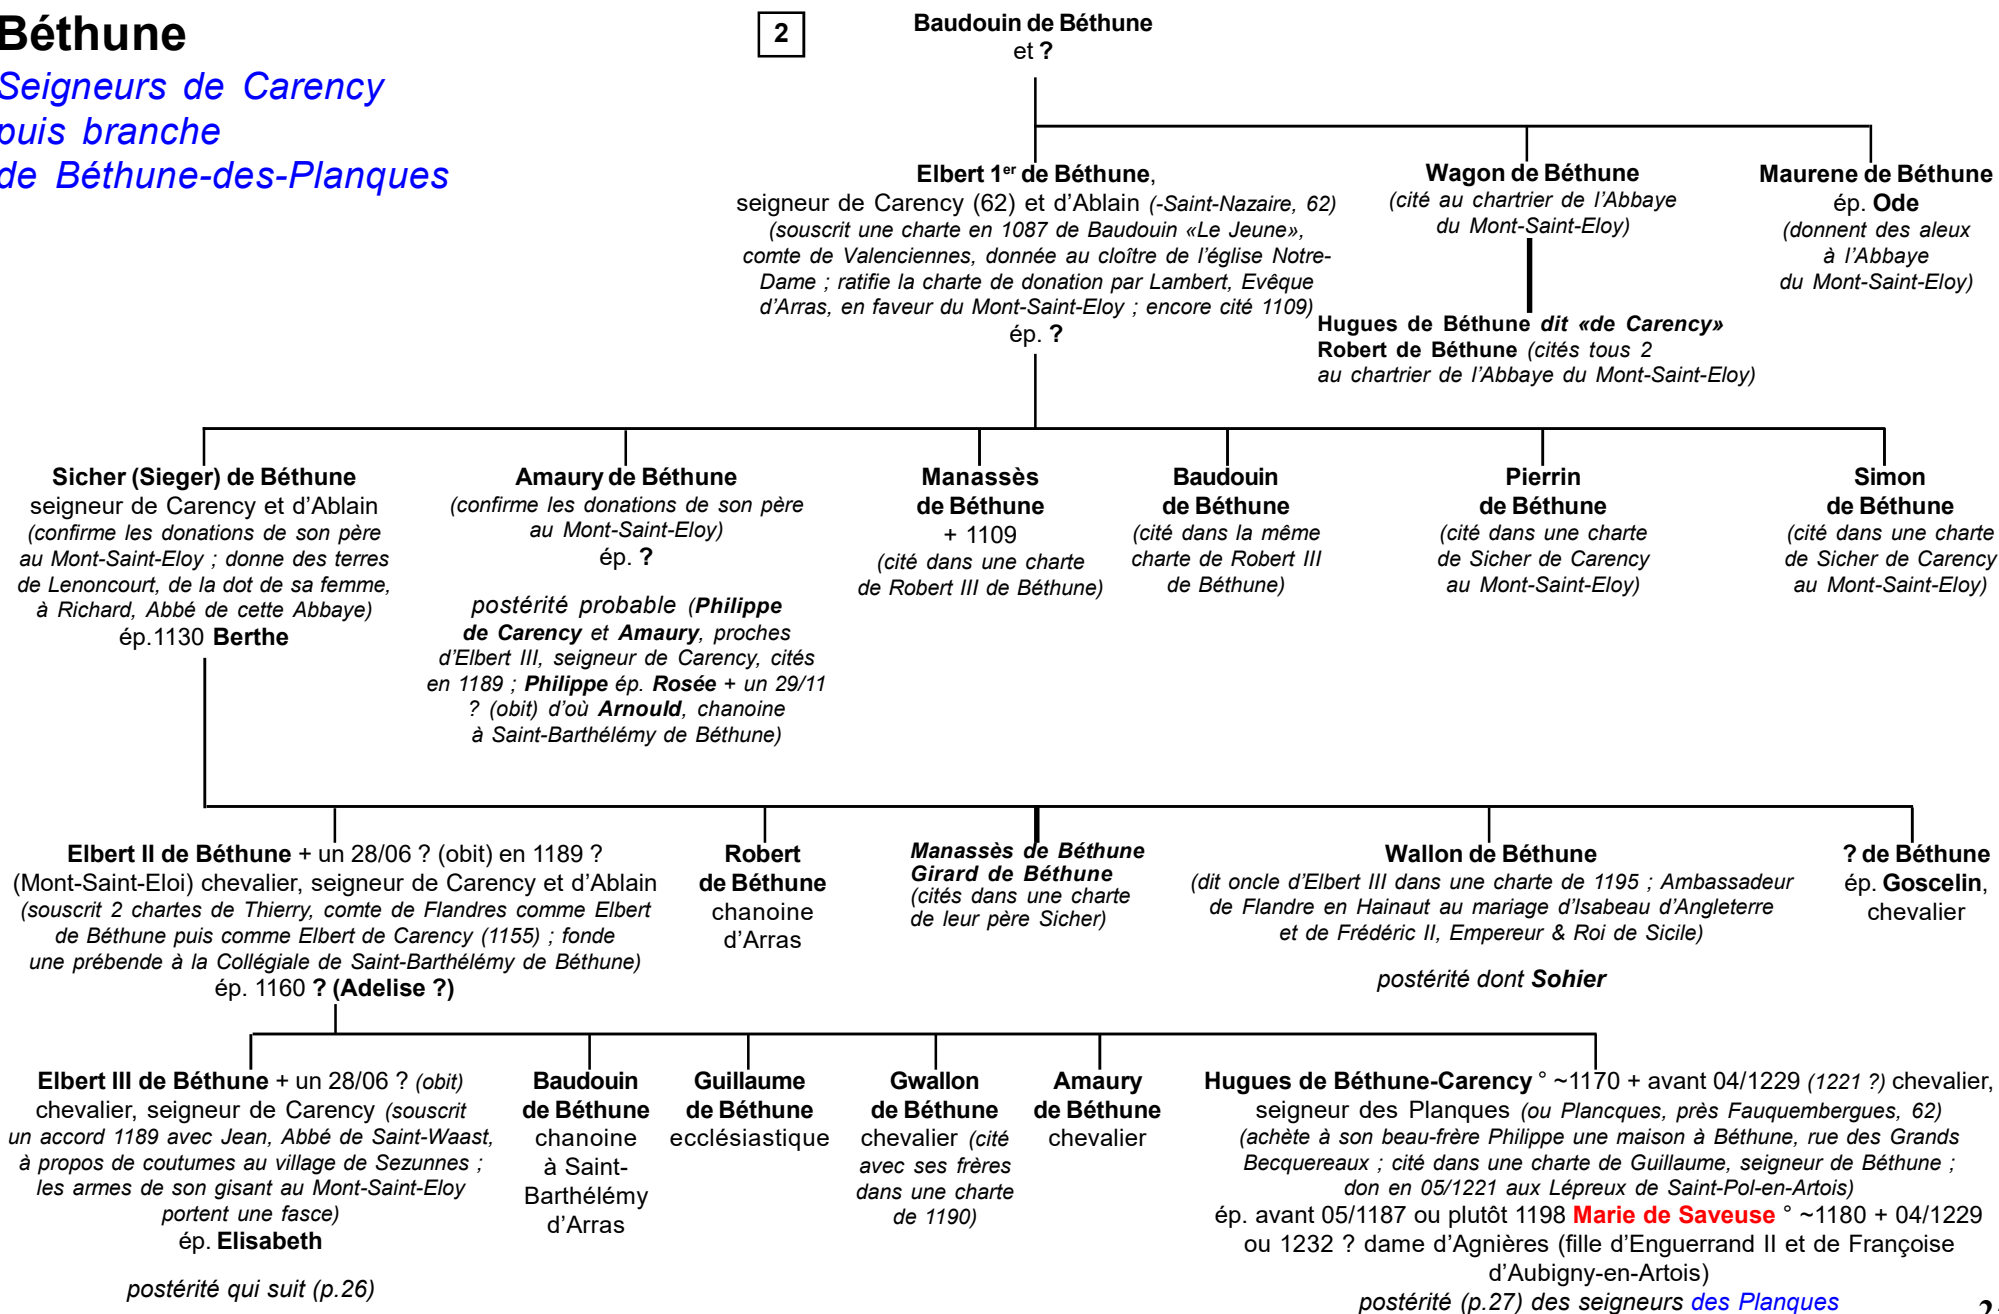 Béthune
Seigneurs de Carency
puis branche
de Béthune-des-Planques
2
Baudouin de Béthune
et ?
Elbert 1er de Béthune,
seigneur de Carency (62) et d’Ablain (-Saint-Nazaire, 62)
(souscrit une charte en 1087 de Baudouin «Le Jeune»,
comte de Valenciennes, donnée au cloître de l’église Notre-
Dame ; ratifie la charte de donation par Lambert, Evêque
d’Arras, en faveur du Mont-Saint-Eloy ; encore cité 1109)
ép. ?
Wagon de Béthune
(cité au chartrier de l’Abbaye
du Mont-Saint-Eloy)
Hugues de Béthune dit «de Carency»
Robert de Béthune (cités tous 2
au chartrier de l’Abbaye du Mont-Saint-Eloy)
Maurene de Béthune
ép. Ode
(donnent des aleux
à l’Abbaye
du Mont-Saint-Eloy)
Sicher (Sieger) de Béthune
seigneur de Carency et d’Ablain
(confirme les donations de son père
au Mont-Saint-Eloy ; donne des terres
de Lenoncourt, de la dot de sa femme,
à Richard, Abbé de cette Abbaye)
ép.1130 Berthe
Amaury de Béthune
(confirme les donations de son père
au Mont-Saint-Eloy)
ép. ?
postérité probable (Philippe
de Carency et Amaury, proches
d’Elbert III, seigneur de Carency, cités
en 1189 ; Philippe ép. Rosée + un 29/11
? (obit) d’où Arnould, chanoine
à Saint-Barthélémy de Béthune)
Manassès
de Béthune
+ 1109
(cité dans une charte
de Robert III de Béthune)
Baudouin
de Béthune
(cité dans la même
charte de Robert III
de Béthune)
Pierrin
de Béthune
(cité dans une charte
de Sicher de Carency
au Mont-Saint-Eloy)
Simon
de Béthune
(cité dans une charte
de Sicher de Carency
au Mont-Saint-Eloy)
Elbert II de Béthune + un 28/06 ? (obit) en 1189 ?
(Mont-Saint-Eloi) chevalier, seigneur de Carency et d’Ablain
(souscrit 2 chartes de Thierry, comte de Flandres comme Elbert
de Béthune puis comme Elbert de Carency (1155) ; fonde
une prébende à la Collégiale de Saint-Barthélémy de Béthune)
ép. 1160 ? (Adelise ?)
Robert
de Béthune
chanoine
d’Arras
Manassès de Béthune
Girard de Béthune
(cités dans une charte
de leur père Sicher)
Wallon de Béthune
(dit oncle d’Elbert III dans une charte de 1195 ; Ambassadeur
de Flandre en Hainaut au mariage d’Isabeau d’Angleterre
et de Frédéric II, Empereur & Roi de Sicile)
postérité dont Sohier
? de Béthune
ép. Goscelin,
chevalier
Elbert III de Béthune + un 28/06 ? (obit)
chevalier, seigneur de Carency (souscrit
un accord 1189 avec Jean, Abbé de Saint-Waast,
à propos de coutumes au village de Sezunnes ;
les armes de son gisant au Mont-Saint-Eloy
portent une fasce)
ép. Elisabeth
postérité qui suit (p.26)
Baudouin
de Béthune
chanoine
à Saint-
Barthélémy
d’Arras
Guillaume
de Béthune
ecclésiastique
Gwallon
de Béthune
chevalier (cité
avec ses frères
dans une charte
de 1190)
Amaury
de Béthune
chevalier
Hugues de Béthune-Carency ° ~1170 + avant 04/1229 (1221 ?) chevalier,
seigneur des Planques (ou Plancques, près Fauquembergues, 62)
(achète à son beau-frère Philippe une maison à Béthune, rue des Grands
Becquereaux ; cité dans une charte de Guillaume, seigneur de Béthune ;
don en 05/1221 aux Lépreux de Saint-Pol-en-Artois)
ép. avant 05/1187 ou plutôt 1198 Marie de Saveuse ° ~1180 + 04/1229
ou 1232 ? dame d’Agnières (fille d’Enguerrand II et de Françoise
d’Aubigny-en-Artois)
postérité (p.27) des seigneurs des Planques